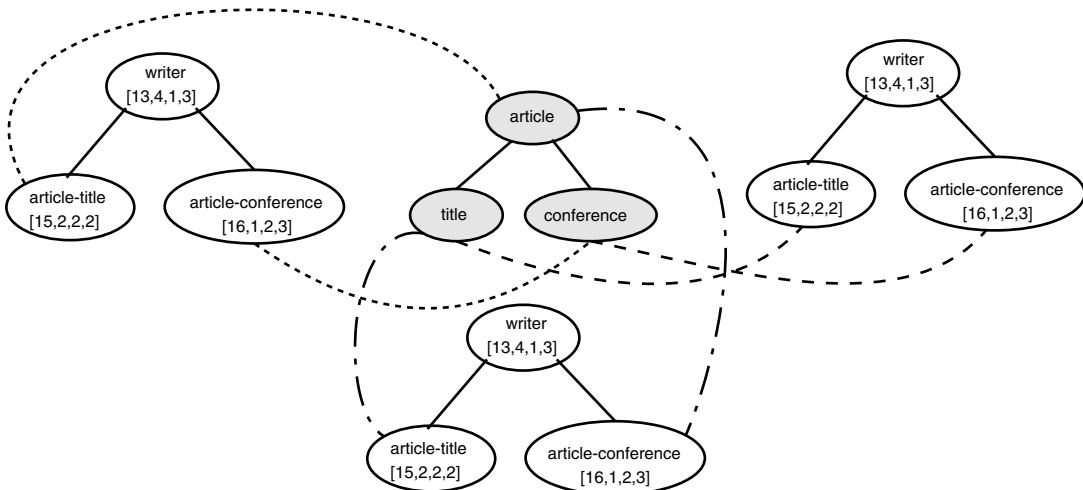 writer
[13,4,1,3]
article-title
[15,2,2,2]
article-conference
[16,1,2,3]
article
title
conference
writer
[13,4,1,3]
article-title
[15,2,2,2]
article-conference
[16,1,2,3]
writer
[13,4,1,3]
article-title
[15,2,2,2]
article-conference
[16,1,2,3]